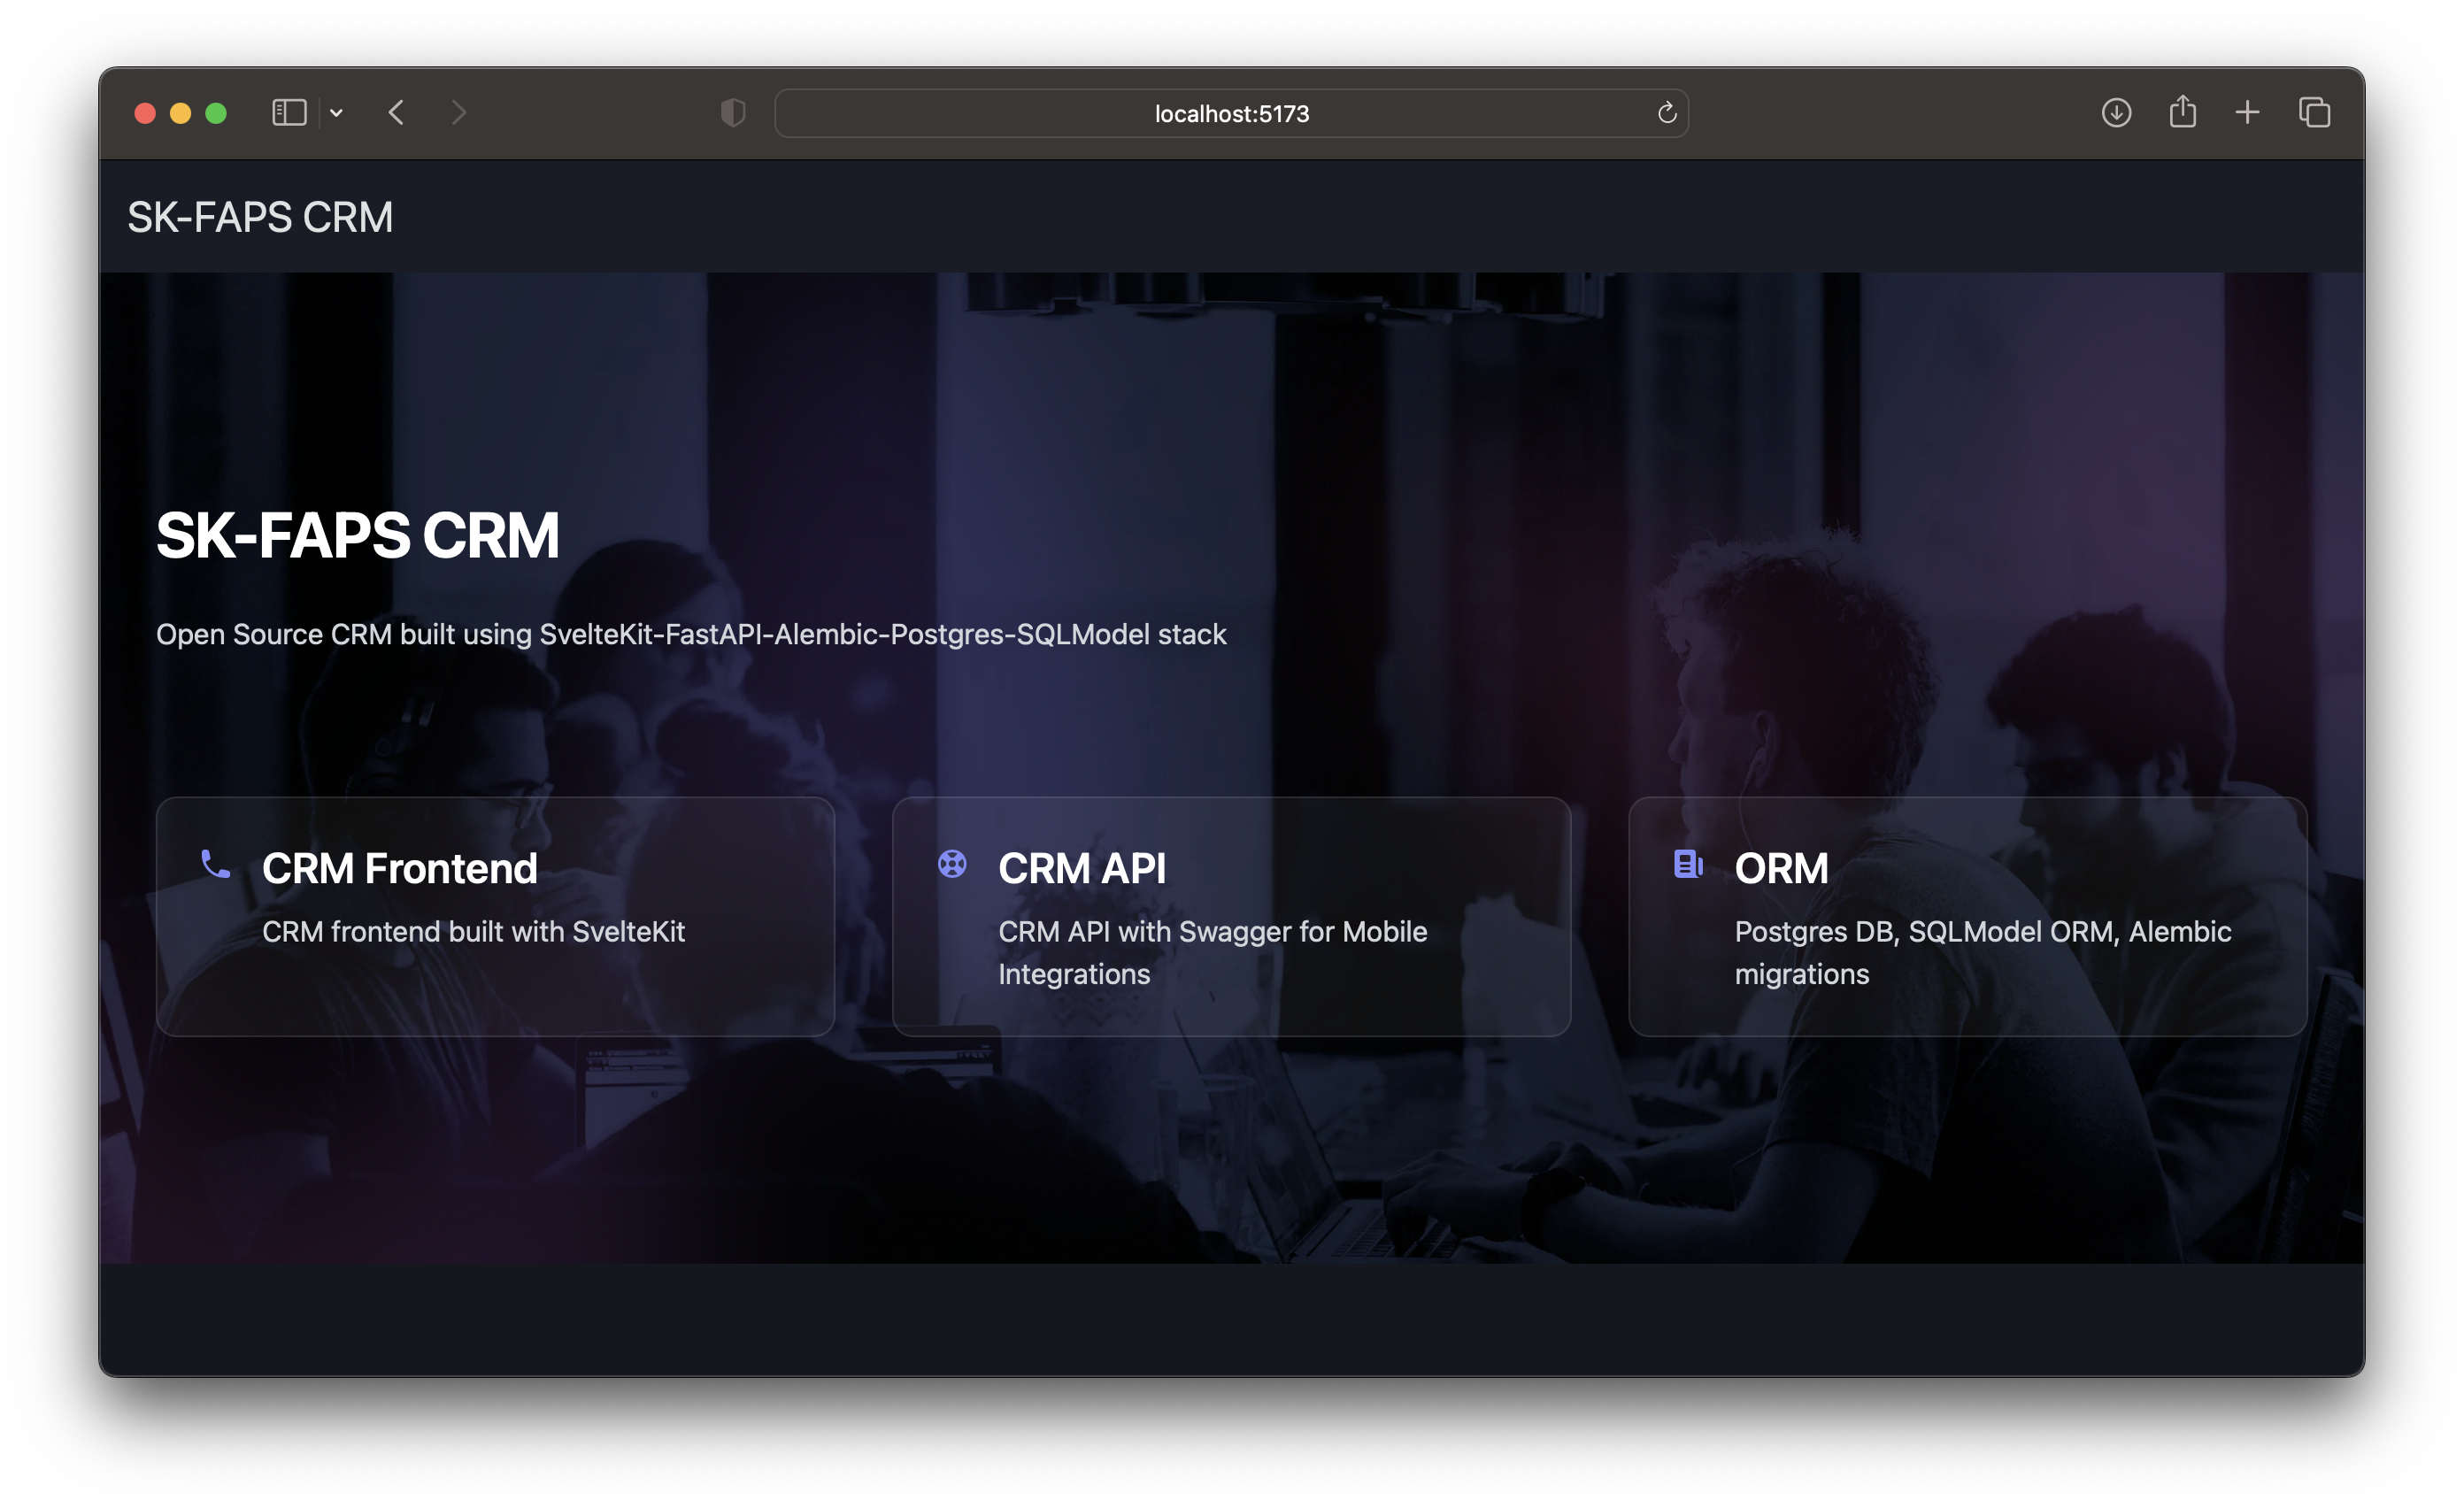 localhost:5173
SK-FAPS CRM
SK-FAPS CRM
Open Source CRM built using SvelteKit-FastAPI-Alembic-Postgres-SQLModel stack
CRM Frontend
CRM frontend built with SvelteKit
CRM API
CRM API with Swagger for Mobile
Integrations
ORM
Postgres DB, SQLModel ORM, Alembic
migrations